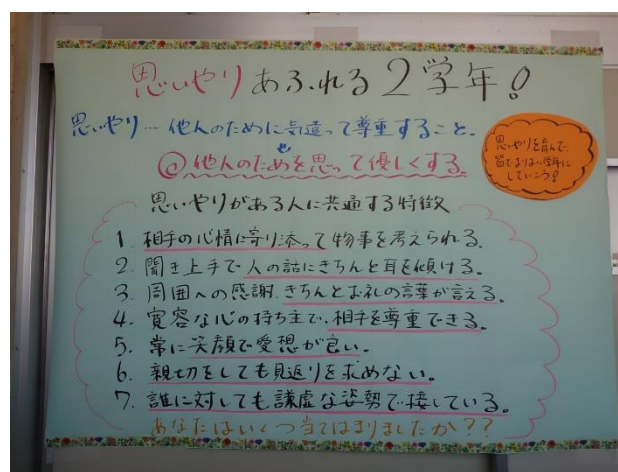 思いやりあふれる2学年!
思いやり…他人のために気遣って尊重すること。
@他人のためを思って優しくする。
思いやりを育んで、
皆でよりよい学年に
していこう!
思いやりがある人に共通する特徴
1. 相手の心情に寄り添って物事を考えられる。
2. 聞き上手で人の話にきちんと耳を傾ける。
3. 周囲への感謝、きちんとお礼の言葉が言える。
4. 寛容な心の持ち主で、相手を尊重できる。
5. 常に笑顔で愛想が良い。
6. 親切をしても見返りを求めない。
7. 誰に対しても謙虚な姿勢で接している。
あなたはいくつ当てはまりましたか??